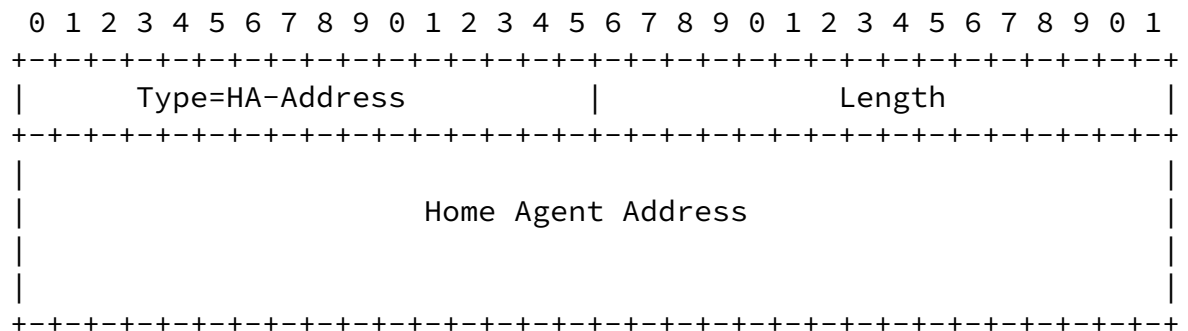 0 1 2 3 4 5 6 7 8 9 0 1 2 3 4 5 6 7 8 9 0 1 2 3 4 5 6 7 8 9 0 1
+-+-+-+-+-+-+-+-+-+-+-+-+-+-+-+-+-+-+-+-+-+-+-+-+-+-+-+-+-+-+-+-+
|      Type=HA-Address          |             Length            |
+-+-+-+-+-+-+-+-+-+-+-+-+-+-+-+-+-+-+-+-+-+-+-+-+-+-+-+-+-+-+-+-+
|                                                               |
|                      Home Agent Address                       |
|                                                               |
|                                                               |
+-+-+-+-+-+-+-+-+-+-+-+-+-+-+-+-+-+-+-+-+-+-+-+-+-+-+-+-+-+-+-+-+